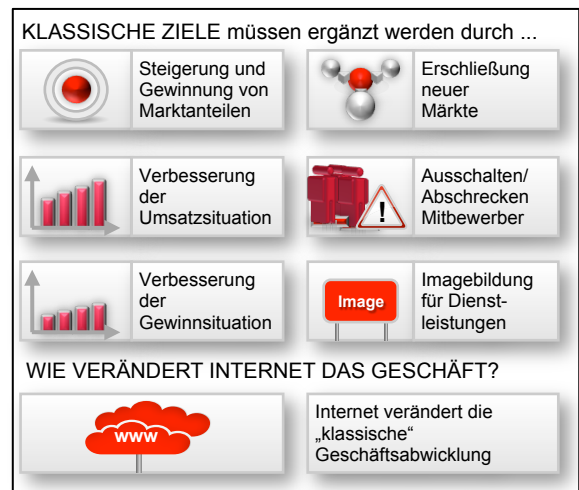 KLASSISCHE ZIELE müssen ergänzt werden durch ...
Steigerung und
Gewinnung von
Marktanteilen
Erschließung
neuer
Märkte
Verbesserung
der
Umsatzsituation
!
Ausschalten/
Abschrecken
Mitbewerber
Verbesserung
der
Gewinnsituation
Image
Imagebildung
für Dienst-
leistungen
WIE VERÄNDERT INTERNET DAS GESCHÄFT?
www
Internet verändert die
„klassische“
Geschäftsabwicklung